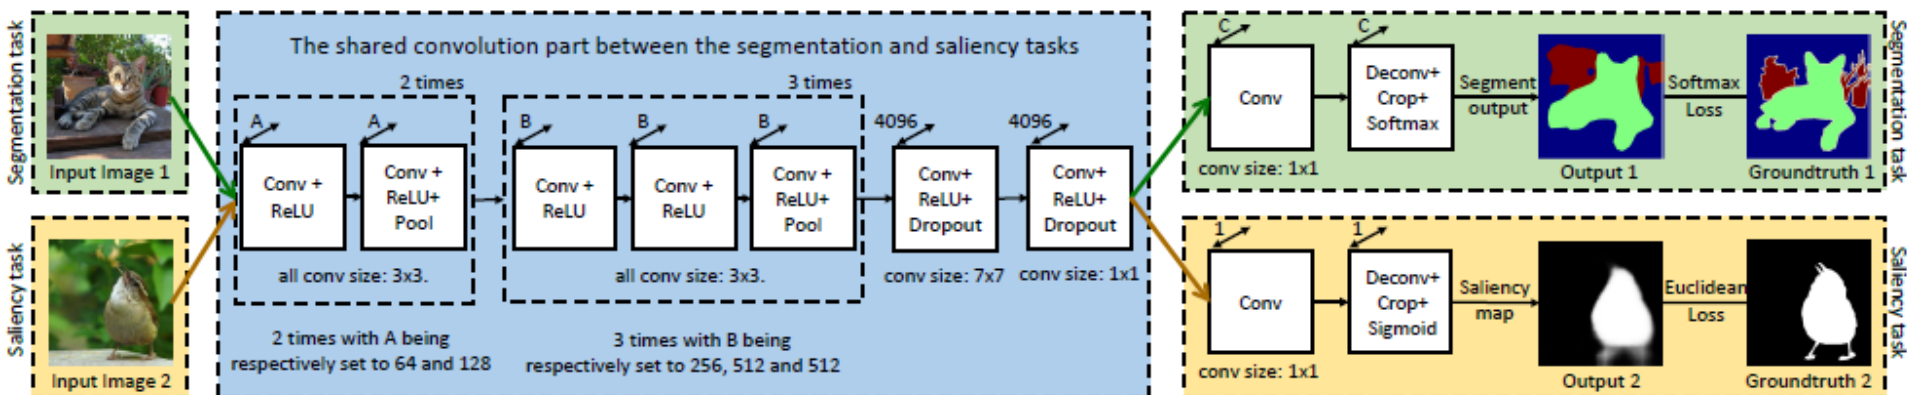 Segmentation task
Input Image 1
Saliency task
Input Image 2
The shared convolution part between the segmentation and saliency tasks
2 times
A
A
Conv +
ReLU
Conv +
ReLU+
Pool
all conv size: 3x3.
2 times with A being
respectively set to 64 and 128
3 times
B
B
B
Conv +
ReLU
Conv +
ReLU
Conv +
ReLU+
Pool
all conv size: 3x3.
3 times with B being
respectively set to 256, 512 and 512
4096
Conv+
ReLU+
Dropout
conv size: 7x7
4096
Conv+
ReLU+
Dropout
conv size: 1x1
C
Conv
conv size: 1x1
C
Deconv+
Crop+
Softmax
Segment
output
Output 1
Softmax
Loss
Groundtruth 1
Segmentation task
1
Conv
conv size: 1x1
1
Deconv+
Crop+
Sigmoid
Saliency
map
Output 2
Euclidean
Loss
Groundtruth 2
Saliency task